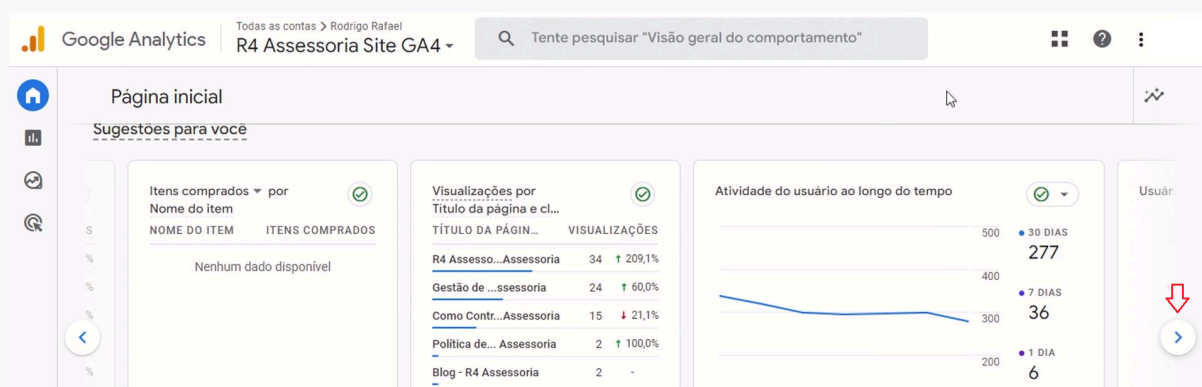 Todas as contas > Rodrigo Rafael
Google Analytics
R4 Assessoria Site GA4
Tente pesquisar "Visão geral do comportamento"
Página inicial
Sugestões para você
S
%
%
%
%
%
Itens comprados por
Nome do item
NOME DO ITEM ITENS COMPRADOS
Nenhum dado disponível
Visualizações por
Título da página e cl...
TÍTULO DA PÁGIN... VISUALIZAÇÕES
R4 Assesso...Assessoria 34 ↑ 209,1%
Gestão de ...ssessoria 24 ↑ 60,0%
Como Contr...Assessoria 15 ↓ 21,1%
Política de... Assessoria 2 ↑ 100,0%
Blog - R4 Assessoria 2 -
Atividade do usuário ao longo do tempo
500
400
300
200
30 DIAS
277
7 DIAS
36
1 DIA
6
Usuár